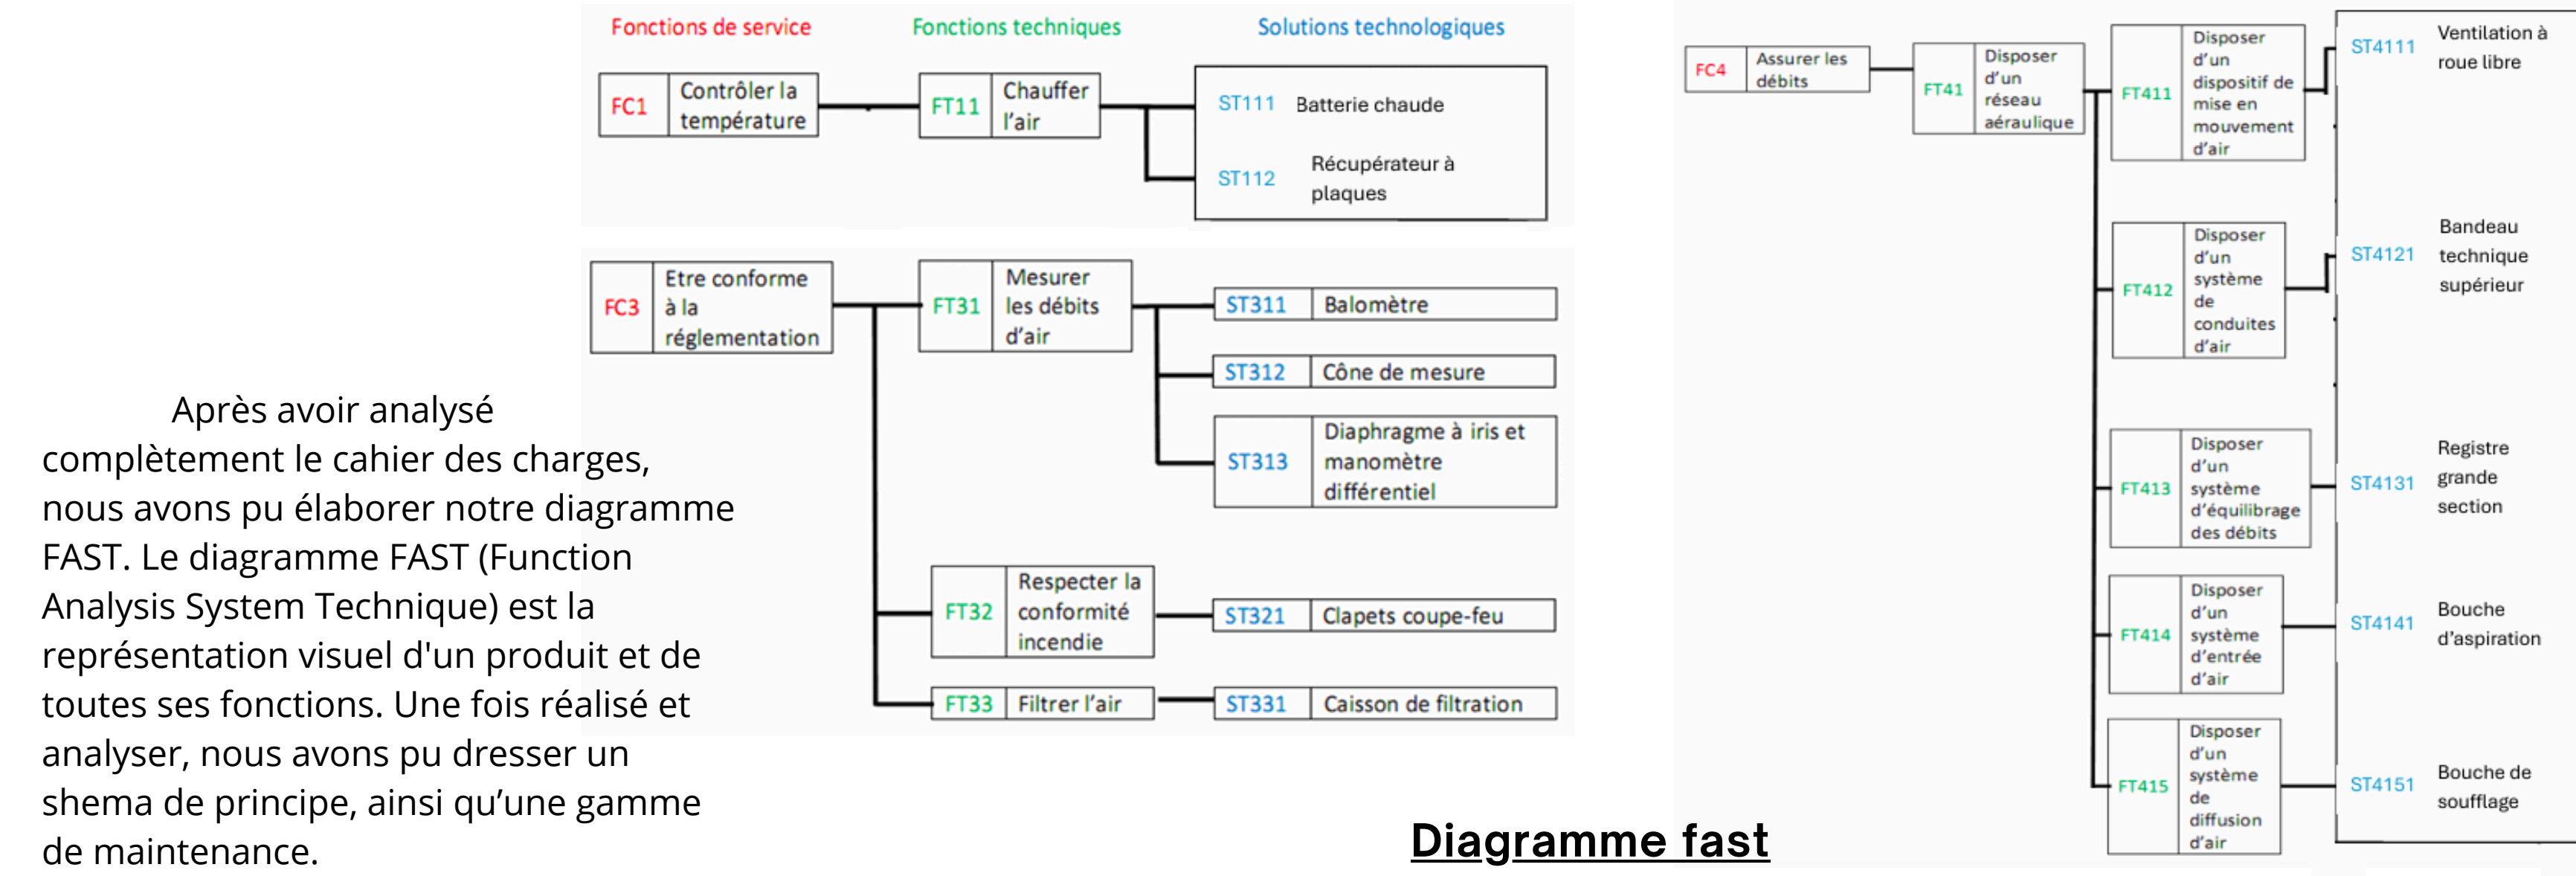 Fonctions de service
Fonctions techniques
Solutions technologiques
FC1
Contrôler la
température
FT11
Chauffer
l'air
ST111
Batterie chaude
ST112
Récupérateur à
plaques
FC3
Etre conforme
à la
réglementation
FT31
Mesurer
les débits
d'air
ST311
Balomètre
ST312
Cône de mesure
ST313
Diaphragme à iris et
manomètre
différentiel
FT32
Respecter la
conformité
incendie
ST321
Clapets coupe-feu
FT33
Filtrer l'air
ST331
Caisson de filtration
Après avoir analysé
complètement le cahier des charges,
nous avons pu élaborer notre diagramme
FAST. Le diagramme FAST (Function
Analysis System Technique) est la
représentation visuel d'un produit et de
toutes ses fonctions. Une fois réalisé et
analyser, nous avons pu dresser un
shema de principe, ainsi qu’une gamme
de maintenance.
FC4
Assurer les
débits
FT41
Disposer
d'un
réseau
aéraulique
FT411
Disposer
d'un
dispositif de
mise en
mouvement
d'air
ST4111
Ventilation à
roue libre
FT412
Disposer
d'un
système
de
conduites
d'air
ST4121
Bandeau
technique
supérieur
FT413
Disposer
d'un
système
d'équilibrage
des débits
ST4131
Registre
grande
section
FT414
Disposer
d'un
système
d'entrée
d'air
ST4141
Bouche
d’aspiration
FT415
Disposer
d'un
système
de
diffusion
d'air
ST4151
Bouche de
soufflage
Diagramme fast